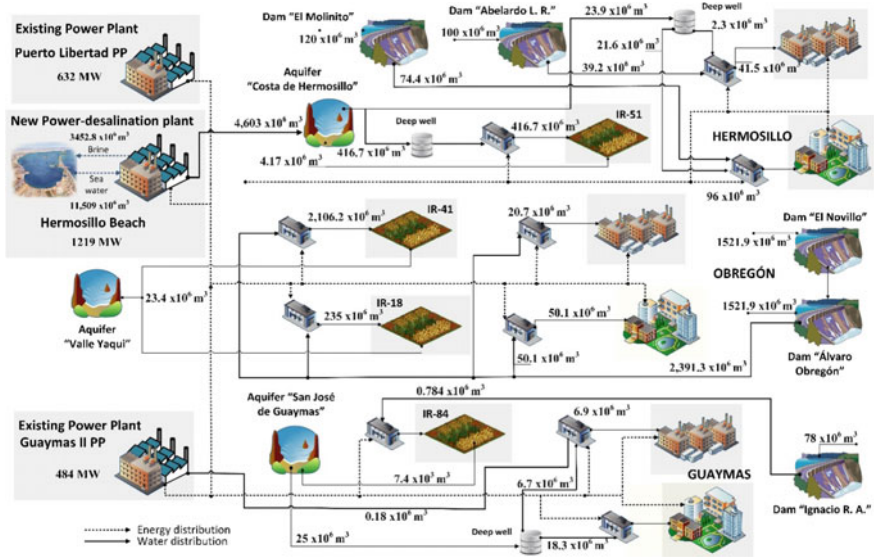 Existing Power Plant
Puerto Libertad PP
632 MW
New Power-desalination plant
3452.8 x10⁶ m³
Brine
Sea
water
11,509 x10⁶ m³
Hermosillo Beach
1219 MW
Dam “El Molinito”
120 x10⁶ m³
Dam “Abelardo L. R.”
100 x10⁶ m³
23.9 x10⁶ m³
Deep well
2.3 x10⁶ m³
21.6 x10⁶ m³
39.2 x10⁶ m³
41.5 x10⁶ m³
74.4 x10⁶ m³
Aquifer
“Costa de Hermosillo”
4,603 x10⁶ m³
Deep well
416.7 x10⁶ m³
416.7 x10⁶ m³
IR-51
4.17 x10⁶ m³
HERMOSILLO
96 x10⁶ m³
2,106.2 x10⁶ m³
IR-41
20.7 x10⁶ m³
Dam “El Novillo”
1521.9 x10⁶ m³
OBREGÓN
23.4 x10⁶ m³
Aquifer
“Valle Yaqui”
IR-18
235 x10⁶ m³
50.1 x10⁶ m³
50.1 x10⁶ m³
1521.9 x10⁶ m³
2,391.3 x10⁶ m³
Dam “Álvaro
Obregón”
Existing Power Plant
Guaymas II PP
484 MW
Aquifer “San José
de Guaymas”
0.784 x10⁶ m³
IR-84
7.4 x10³ m³
6.9 x10⁶ m³
78 x10⁶ m³
GUAYMAS
6.7 x10⁶ m³
0.18 x10⁶ m³
Dam “Ignacio R. A.”
25 x10⁶ m³
Deep well
18.3 x10⁶ m³
Energy distribution
Water distribution